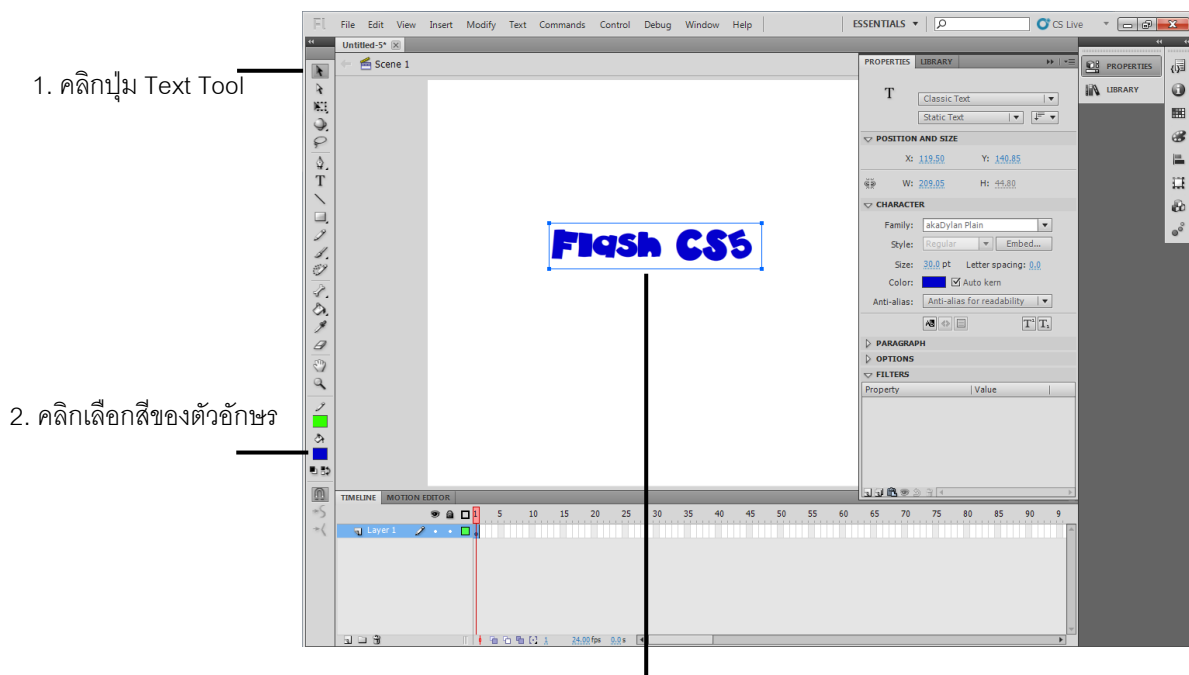 Fl File Edit View Insert Modify Text Commands Control Debug Window Help ESSENTIALS CS Live
Untitled-5*
Scene 1
1. คลิกปุ่ม Text Tool
2. คลิกเลือกสีของตัวอักษร
T
Flash CS5
PROPERTIES LIBRARY
T
Classic Text
Static Text
POSITION AND SIZE
X: 119.50 Y: 140.85
W: 209.05 H: 44.80
CHARACTER
Family: akaDylan Plain
Style: Regular Embed...
Size: 30.0 pt Letter spacing: 0.0
Color: Auto kern
Anti-alias: Anti-alias for readability
PARAGRAPH
OPTIONS
FILTERS
Property Value
PROPERTIES
LIBRARY
TIMELINE MOTION EDITOR
1 5 10 15 20 25 30 35 40 45 50 55 60 65 70 75 80 85 90 9
Layer 1
1 24.00 fps 0.0 s